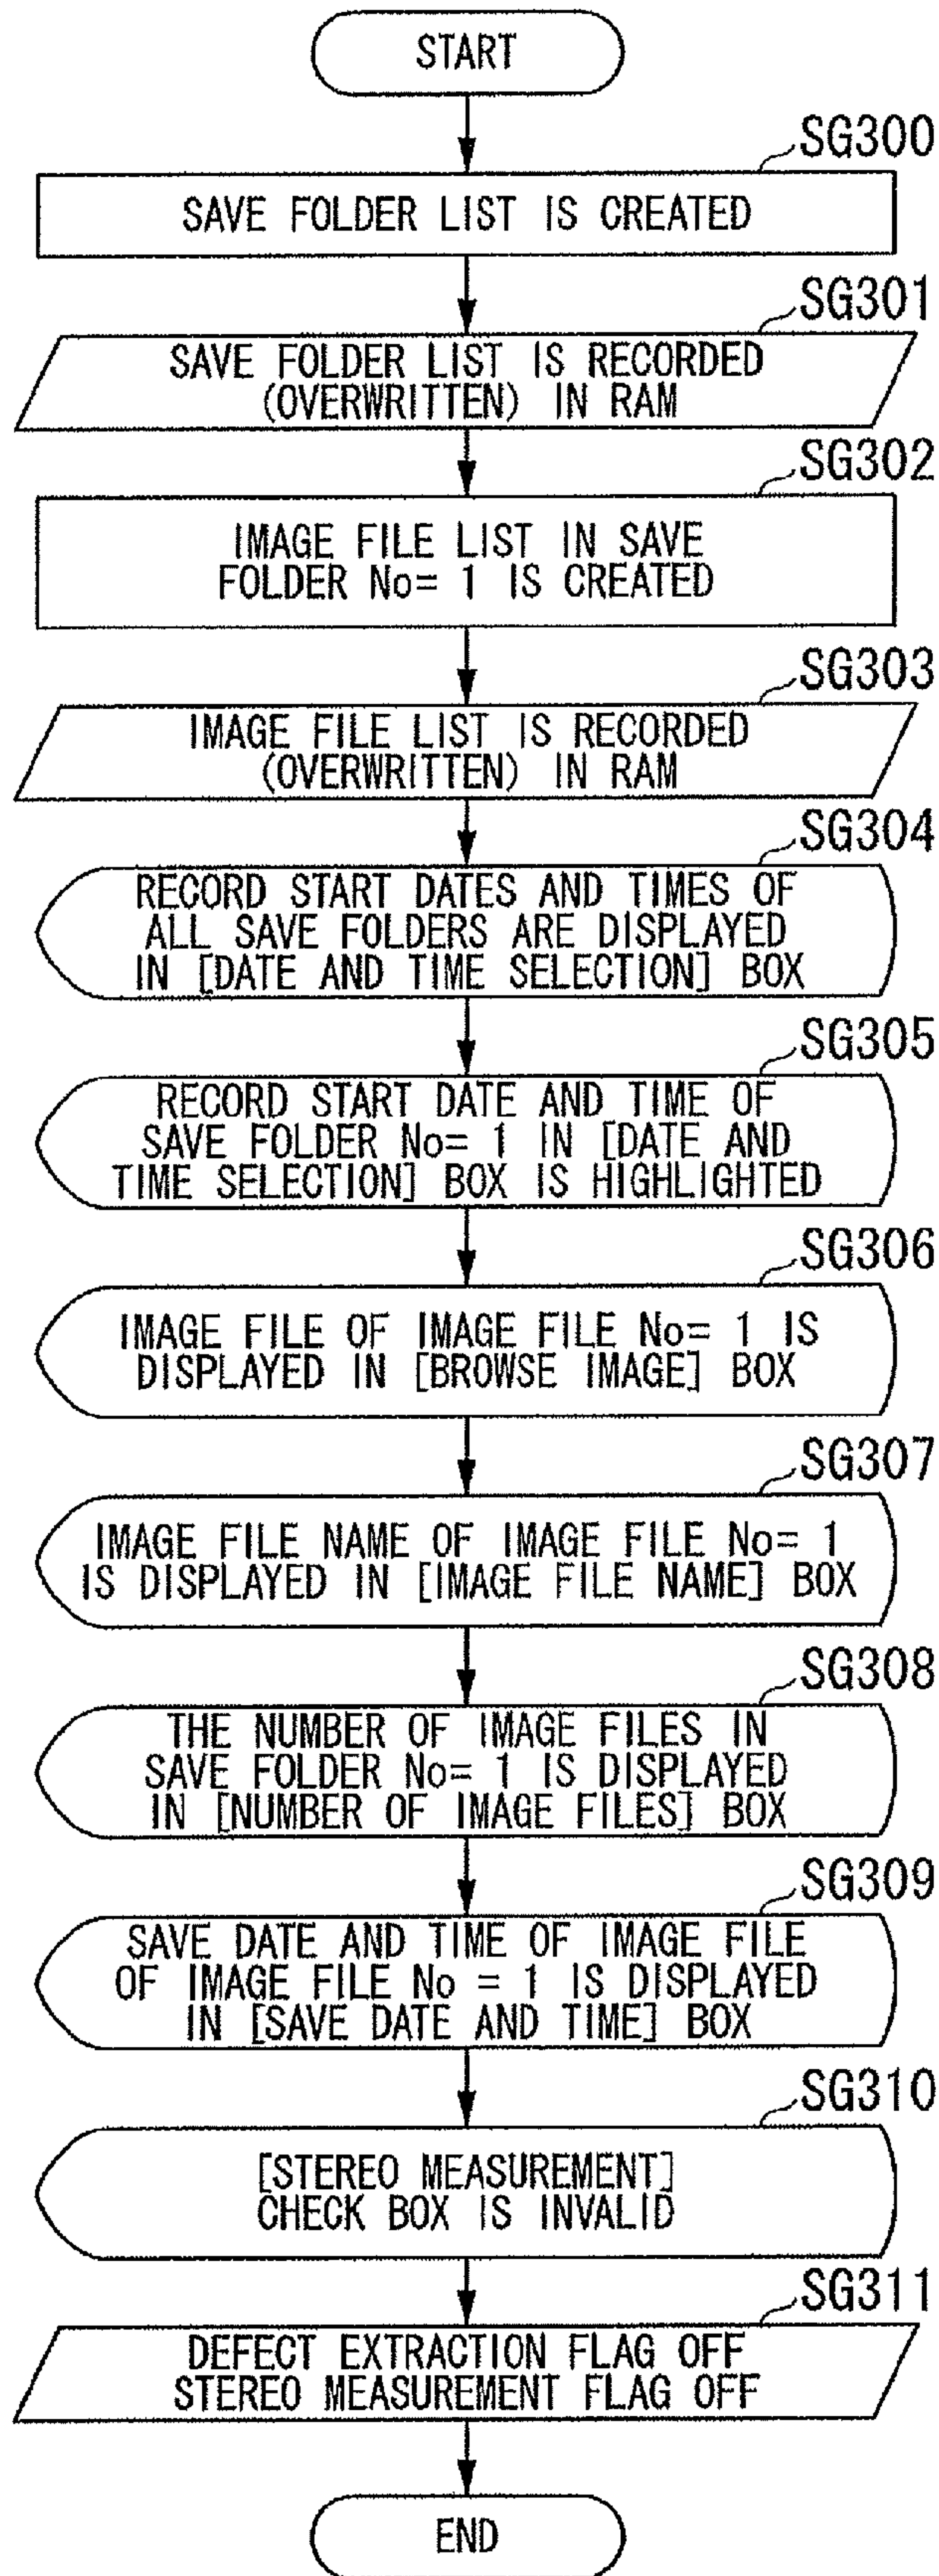 START
SG300
SAVE FOLDER LIST IS CREATED
SG301
SAVE FOLDER LIST IS RECORDED
(OVERWRITTEN) IN RAM
SG302
IMAGE FILE LIST IN SAVE
FOLDER No= 1 IS CREATED
SG303
IMAGE FILE LIST IS RECORDED
(OVERWRITTEN) IN RAM
SG304
RECORD START DATES AND TIMES OF
ALL SAVE FOLDERS ARE DISPLAYED
IN [DATE AND TIME SELECTION] BOX
SG305
RECORD START DATE AND TIME OF
SAVE FOLDER No= 1 IN [DATE AND
TIME SELECTION] BOX IS HIGHLIGHTED
SG306
IMAGE FILE OF IMAGE FILE No= 1 IS
DISPLAYED IN [BROWSE IMAGE] BOX
SG307
IMAGE FILE NAME OF IMAGE FILE No= 1
IS DISPLAYED IN [IMAGE FILE NAME] BOX
SG308
THE NUMBER OF IMAGE FILES IN
SAVE FOLDER No= 1 IS DISPLAYED
IN [NUMBER OF IMAGE FILES] BOX
SG309
SAVE DATE AND TIME OF IMAGE FILE
OF IMAGE FILE No = 1 IS DISPLAYED
IN [SAVE DATE AND TIME] BOX
SG310
[STEREO MEASUREMENT]
CHECK BOX IS INVALID
SG311
DEFECT EXTRACTION FLAG OFF
STEREO MEASUREMENT FLAG OFF
END